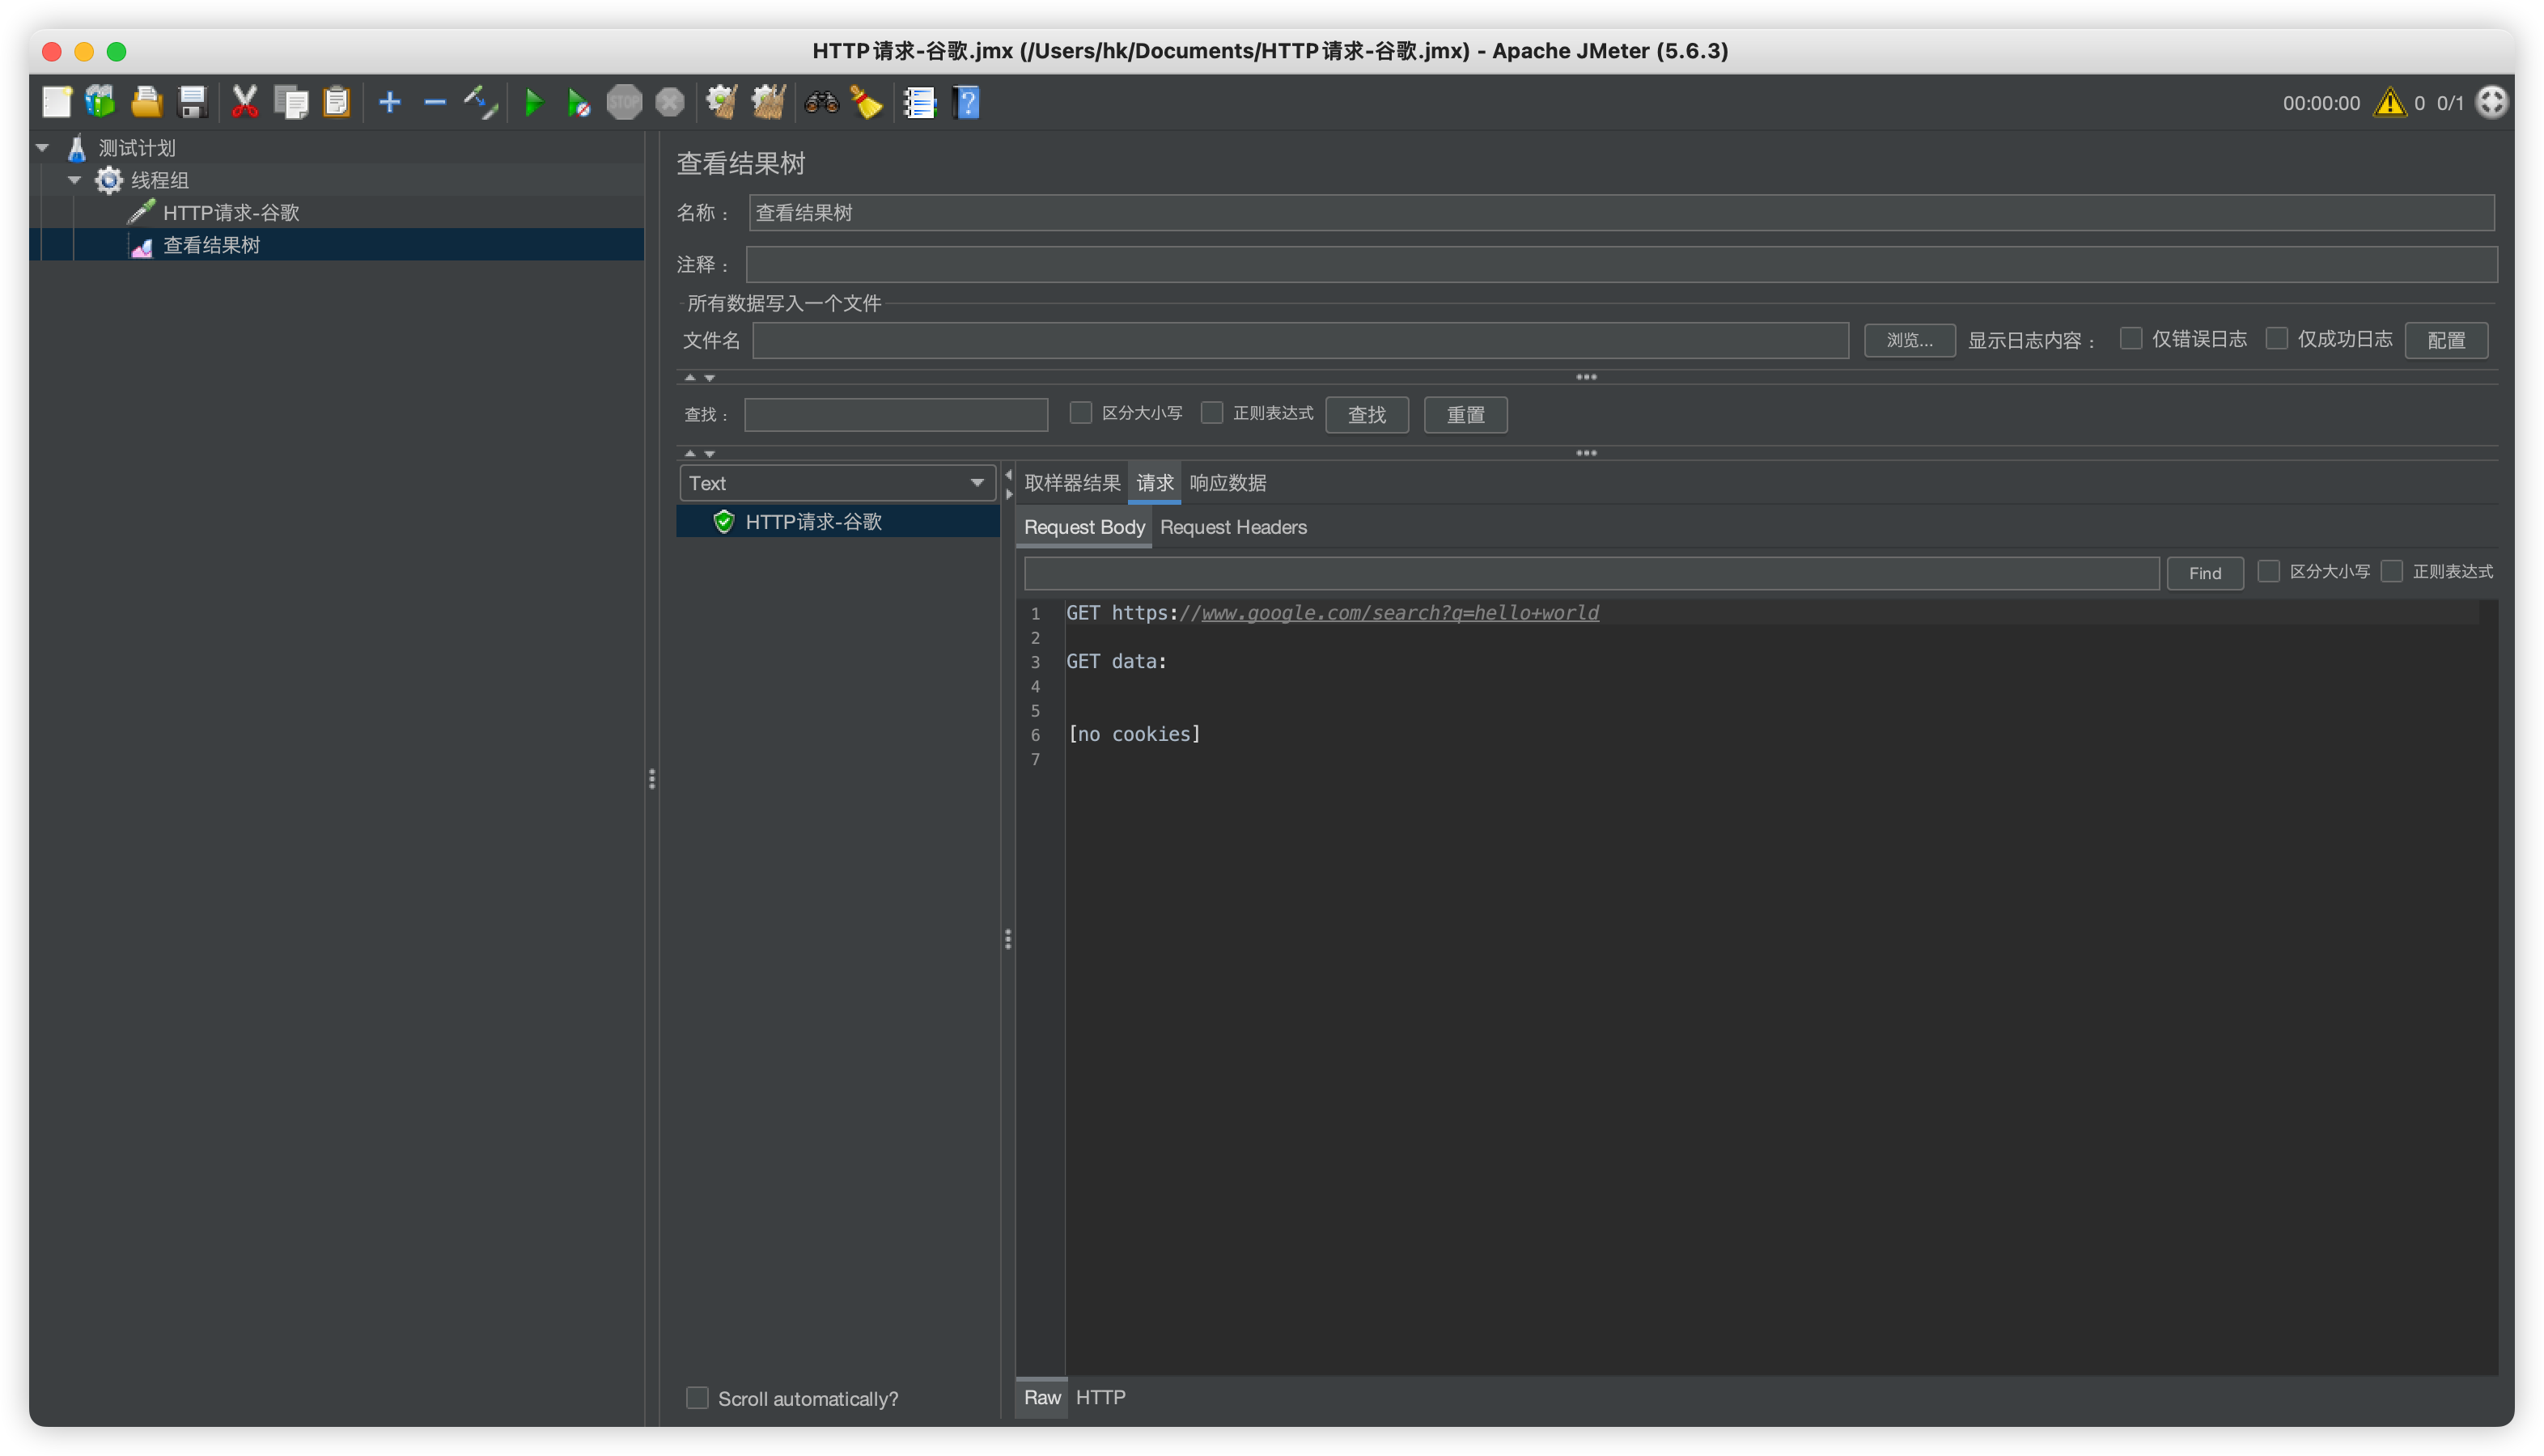 HTTP请求-谷歌.jmx (/Users/hk/Documents/HTTP请求-谷歌.jmx) - Apache JMeter (5.6.3)
STOP
00:00:00 0 0/1
测试计划
线程组
HTTP请求-谷歌
查看结果树
查看结果树
名称： 查看结果树
注释：
所有数据写入一个文件
文件名 浏览... 显示日志内容： 仅错误日志 仅成功日志 配置
查找： 区分大小写 正则表达式 查找 重置
Text
HTTP请求-谷歌
取样器结果 请求 响应数据
Request Body Request Headers
Find 区分大小写 正则表达式
1 GET https://www.google.com/search?q=hello+world
2
3 GET data:
4
5
6 [no cookies]
7
Scroll automatically?
Raw HTTP